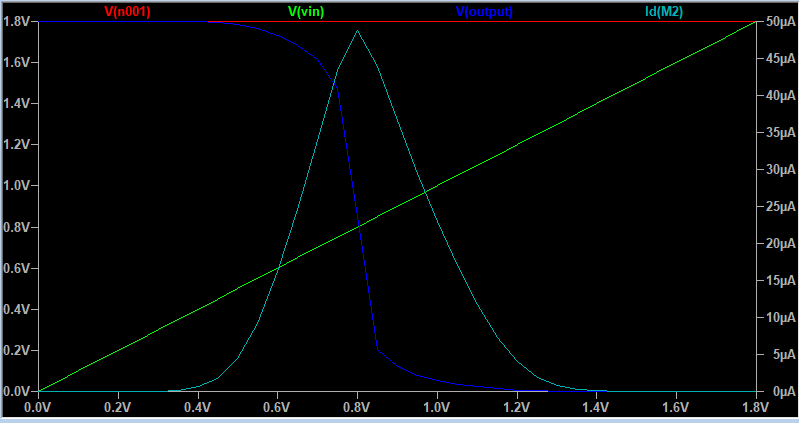 V(n001) V(vin) V(output) Id(M2)
1.8V 50µA
1.6V 45µA
1.4V 40µA
35µA
1.2V 30µA
1.0V 25µA
0.8V 20µA
0.6V 15µA
0.4V 10µA
0.2V 5µA
0.0V 0µA
0.0V 0.2V 0.4V 0.6V 0.8V 1.0V 1.2V 1.4V 1.6V 1.8V